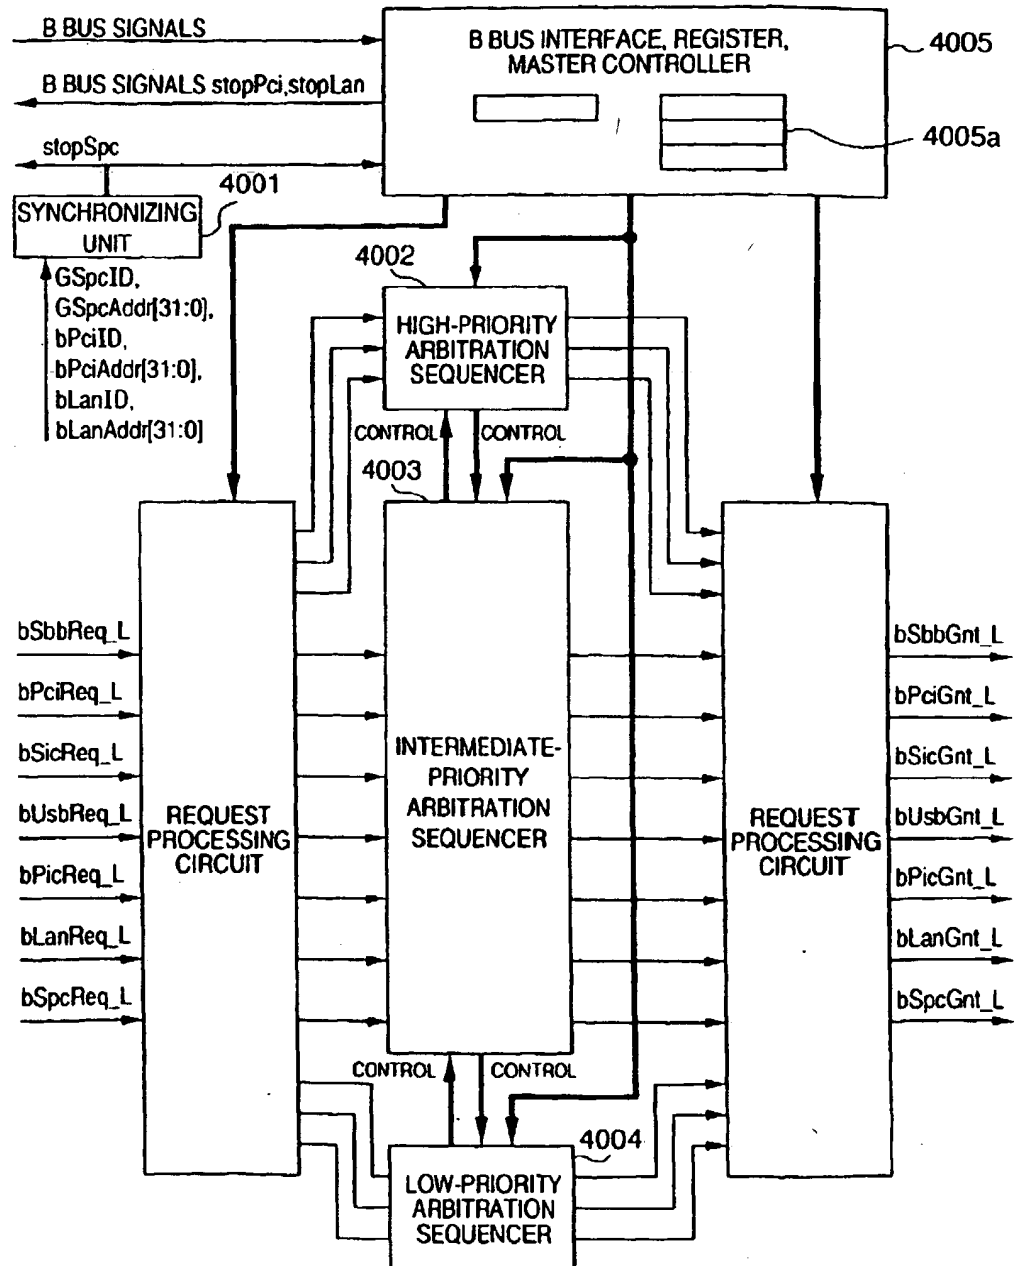 B BUS SIGNALS
B BUS SIGNALS stopPci,stopLan
stopSpc
B BUS INTERFACE, REGISTER,
MASTER CONTROLLER
4005
4005a
4001
SYNCHRONIZING
UNIT
GSpcID,
GSpcAddr[31:0],
bPciID,
bPciAddr[31:0],
bLanID,
bLanAddr[31:0]
4002
HIGH-PRIORITY
ARBITRATION
SEQUENCER
CONTROL
CONTROL
4003
bSbbReq_L
bPciReq_L
bSicReq_L
bUsbReq_L
bPicReq_L
bLanReq_L
bSpcReq_L
REQUEST
PROCESSING
CIRCUIT
INTERMEDIATE-
PRIORITY
ARBITRATION
SEQUENCER
REQUEST
PROCESSING
CIRCUIT
bSbbGnt_L
bPciGnt_L
bSicGnt_L
bUsbGnt_L
bPicGnt_L
bLanGnt_L
bSpcGnt_L
CONTROL
CONTROL
4004
LOW-PRIORITY
ARBITRATION
SEQUENCER